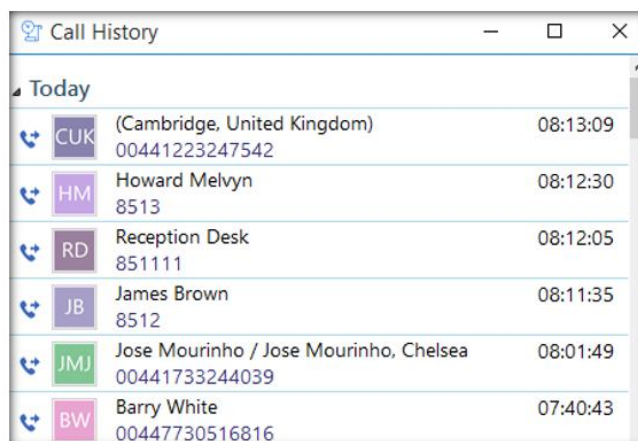 Call History
Today
CUK (Cambridge, United Kingdom) 08:13:09
00441223247542
HM Howard Melvyn 08:12:30
8513
RD Reception Desk 08:12:05
851111
JB James Brown 08:11:35
8512
JMJ Jose Mourinho / Jose Mourinho, Chelsea 08:01:49
00441733244039
BW Barry White 07:40:43
00447730516816